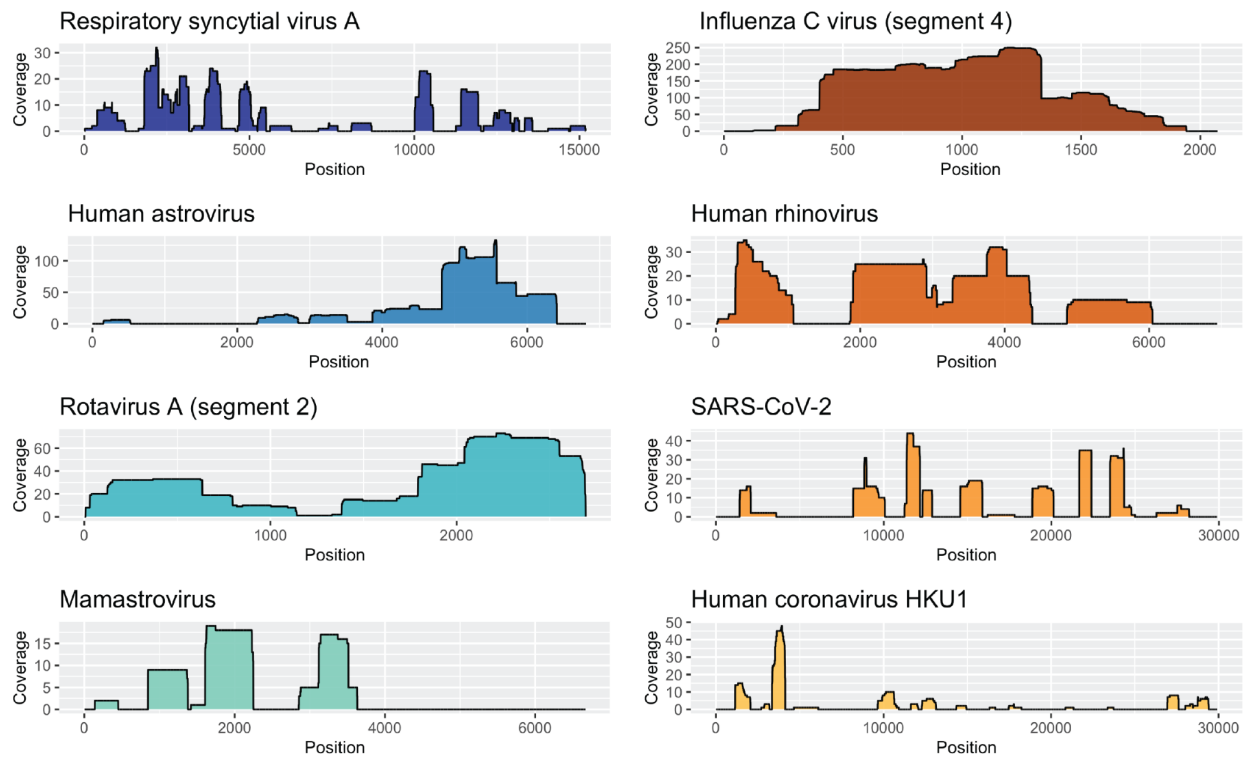 Respiratory syncytial virus A
Coverage
30
20
10
0
0 5000 10000 15000
Position
Influenza C virus (segment 4)
Coverage
250
200
150
100
50
0
0 500 1000 1500 2000
Position
Human astrovirus
Coverage
100
50
0
0 2000 4000 6000
Position
Human rhinovirus
Coverage
30
20
10
0
0 2000 4000 6000
Position
Rotavirus A (segment 2)
Coverage
60
40
20
0
0 1000 2000
Position
SARS-CoV-2
Coverage
40
30
20
10
0
0 10000 20000 30000
Position
Mamastrovirus
Coverage
15
10
5
0
0 2000 4000 6000
Position
Human coronavirus HKU1
Coverage
50
40
30
20
10
0
0 10000 20000 30000
Position